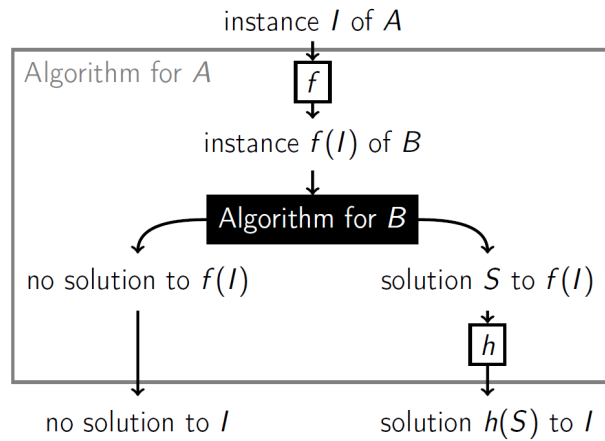 instance I of A
Algorithm for A
f
instance f(I) of B
Algorithm for B
no solution to f(I)
solution S to f(I)
h
no solution to I
solution h(S) to I